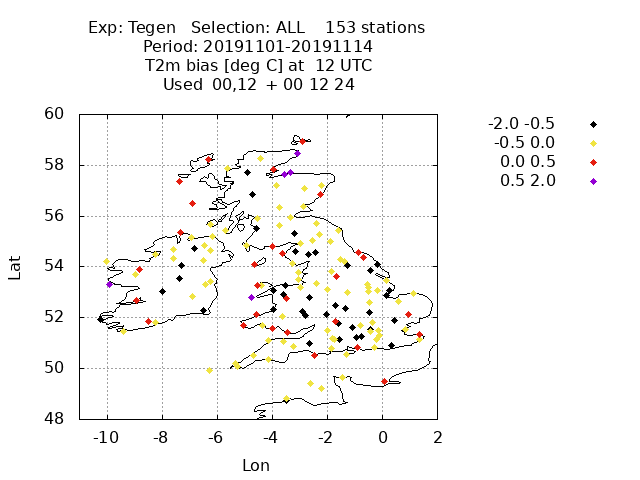 Exp: Tegen   Selection: ALL    153 stations
Period: 20191101-20191114
T2m bias [deg C] at  12 UTC
Used  00,12  + 00 12 24
-2.0 -0.5
-0.5 0.0
0.0 0.5
0.5 2.0
60
58
56
54
52
50
48
Lat
-10 -8 -6 -4 -2 0 2
Lon